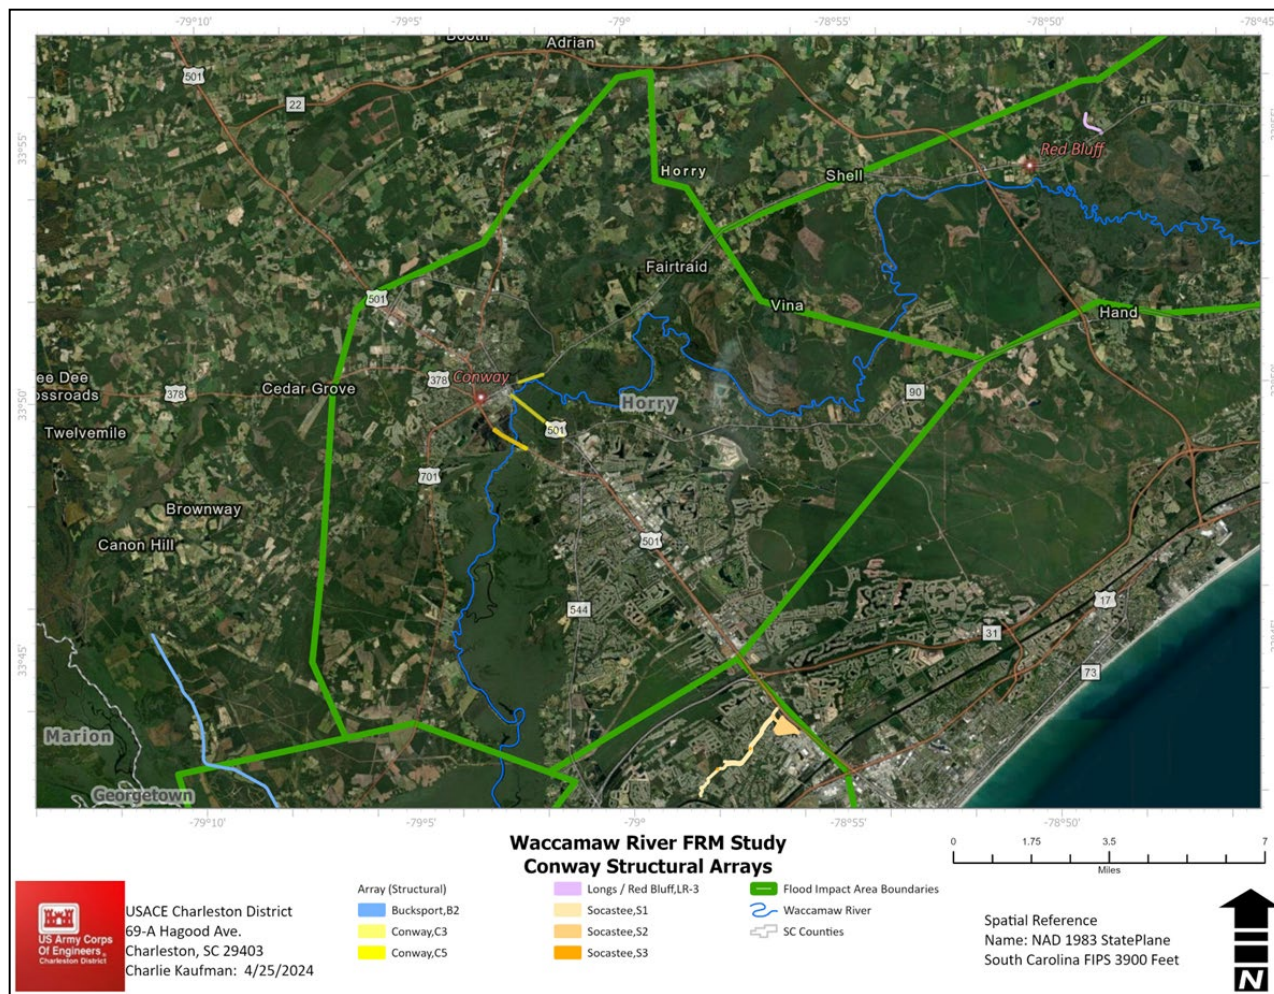 -79°10'
-79°5'
-79°
-78°55'
-78°50'
-78°45'
Booth
Adrian
501
22
33°55'
Red Bluff
Horry
Shell
Fairtraid
501
Vina
Hand
ee Dee
ossroads
378
Cedar Grove
378
Conway
90
33°50'
Horry
Twelvemile
501
701
Brownway
Canon Hill
501
544
17
31
33°45'
73
Marion
Georgetown
-79°10'
-79°5'
-79°
-78°55'
-78°50'
Waccamaw River FRM Study
Conway Structural Arrays
0 1.75 3.5 7
Miles
Array (Structural)
Bucksport,B2
Conway,C3
Conway,C5
Longs / Red Bluff,LR-3
Socastee,S1
Socastee,S2
Socastee,S3
Flood Impact Area Boundaries
Waccamaw River
SC Counties
US Army Corps
Of Engineers®
Charleston District
USACE Charleston District
69-A Hagood Ave.
Charleston, SC 29403
Charlie Kaufman: 4/25/2024
Spatial Reference
Name: NAD 1983 StatePlane
South Carolina FIPS 3900 Feet
N